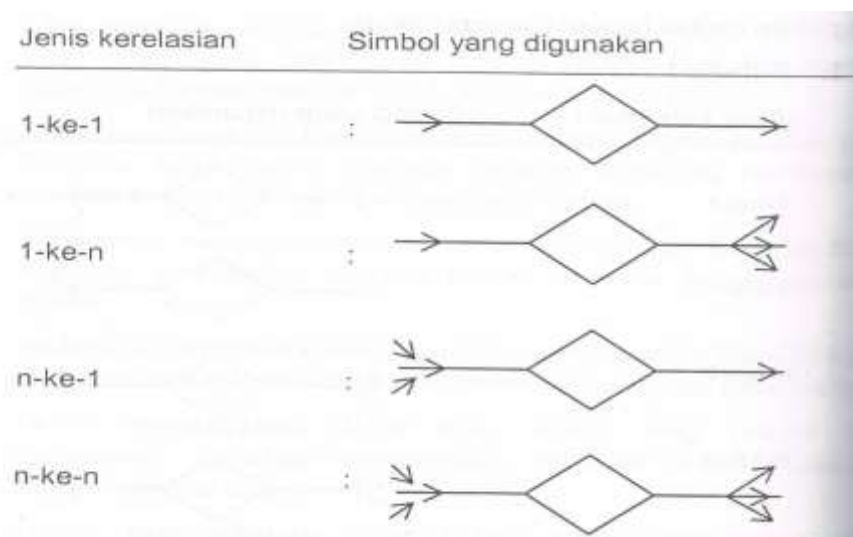 Jenis kerelasian Simbol yang digunakan
1-ke-1 :
1-ke-n :
n-ke-1 :
n-ke-n :